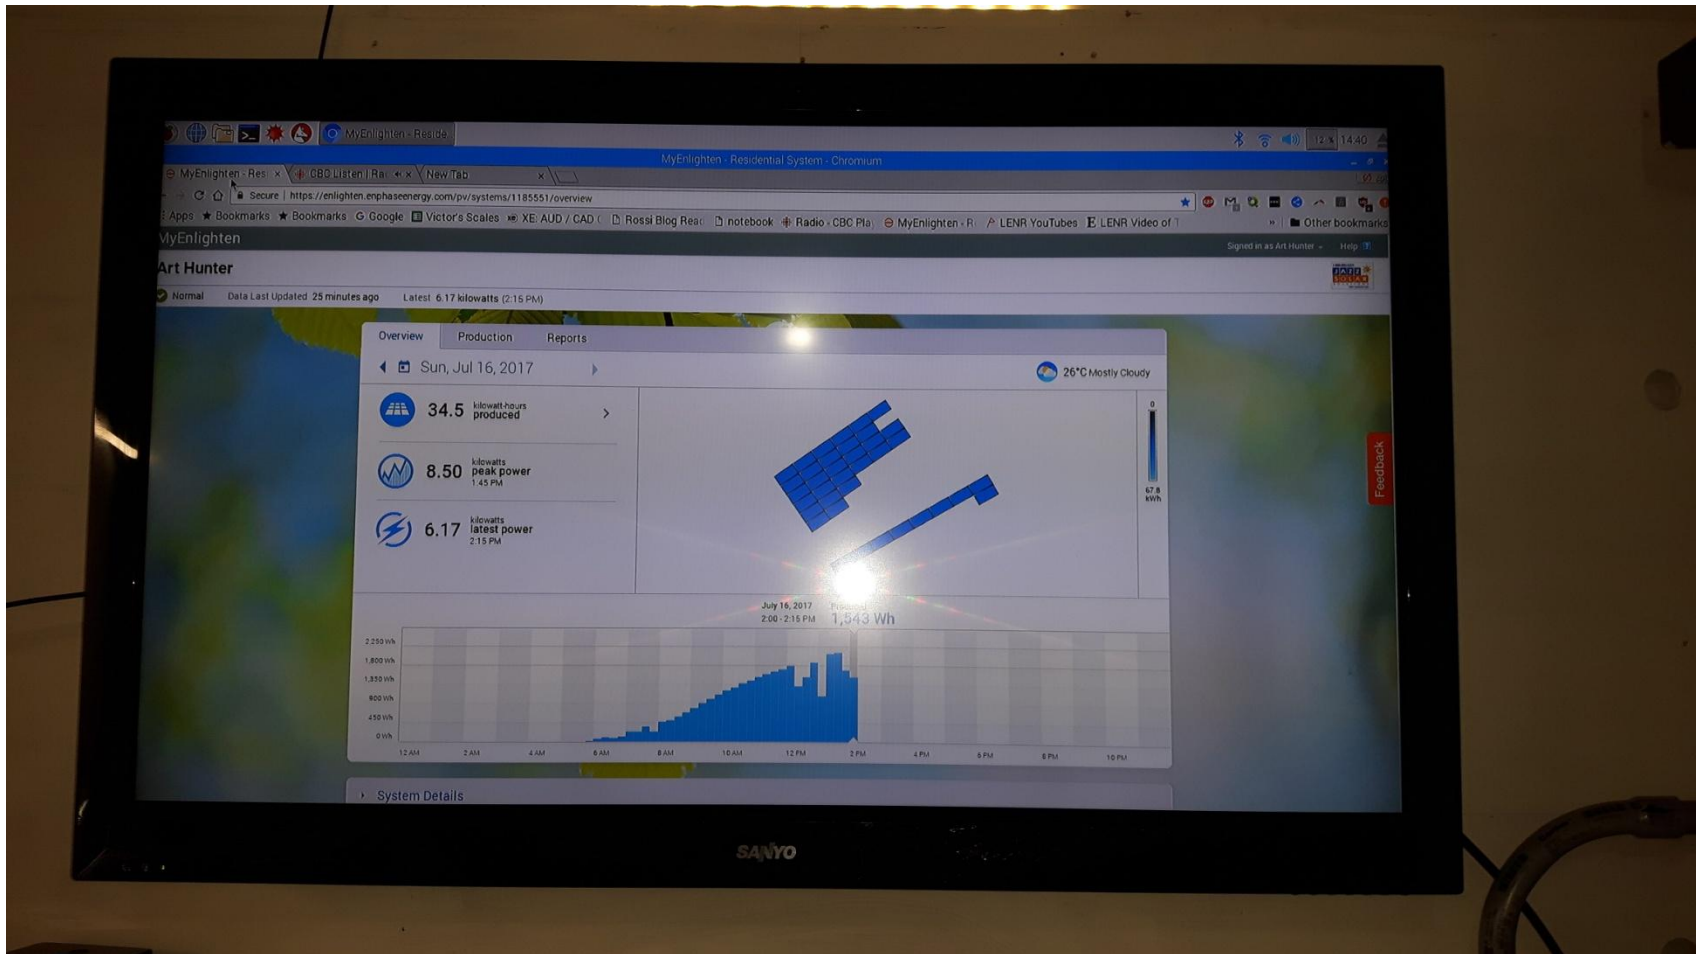 MyEnlighten - Reside
12 % 14:40
MyEnlighten - Residential System - Chromium
MyEnlighten - Resi × CBC Listen | Ra × New Tab ×
Secure | https://enlighten.enphaseenergy.com/pv/systems/1185551/overview
Apps Bookmarks Bookmarks Google Victor's Scales XE: AUD / CAD Rossi Blog Rea notebook Radio - CBC Pla MyEnlighten - R LENR YouTubes LENR Video of T » Other bookmarks
MyEnlighten
Signed in as Art Hunter Help
Art Hunter
Normal Data Last Updated 25 minutes ago Latest 6.17 kilowatts (2:15 PM)
Overview Production Reports
Sun, Jul 16, 2017
26°C Mostly Cloudy
34.5 kilowatt-hours produced
8.50 kilowatts peak power
1:45 PM
6.17 kilowatts latest power
2:15 PM
0
67.8 kWh
Feedback
July 16, 2017
2:00 - 2:15 PM 1,543 Wh
2,250 Wh
1,800 Wh
1,350 Wh
900 Wh
450 Wh
0 Wh
12 AM 2 AM 4 AM 6 AM 8 AM 10 AM 12 PM 2 PM 4 PM 6 PM 8 PM 10 PM
System Details
SANYO